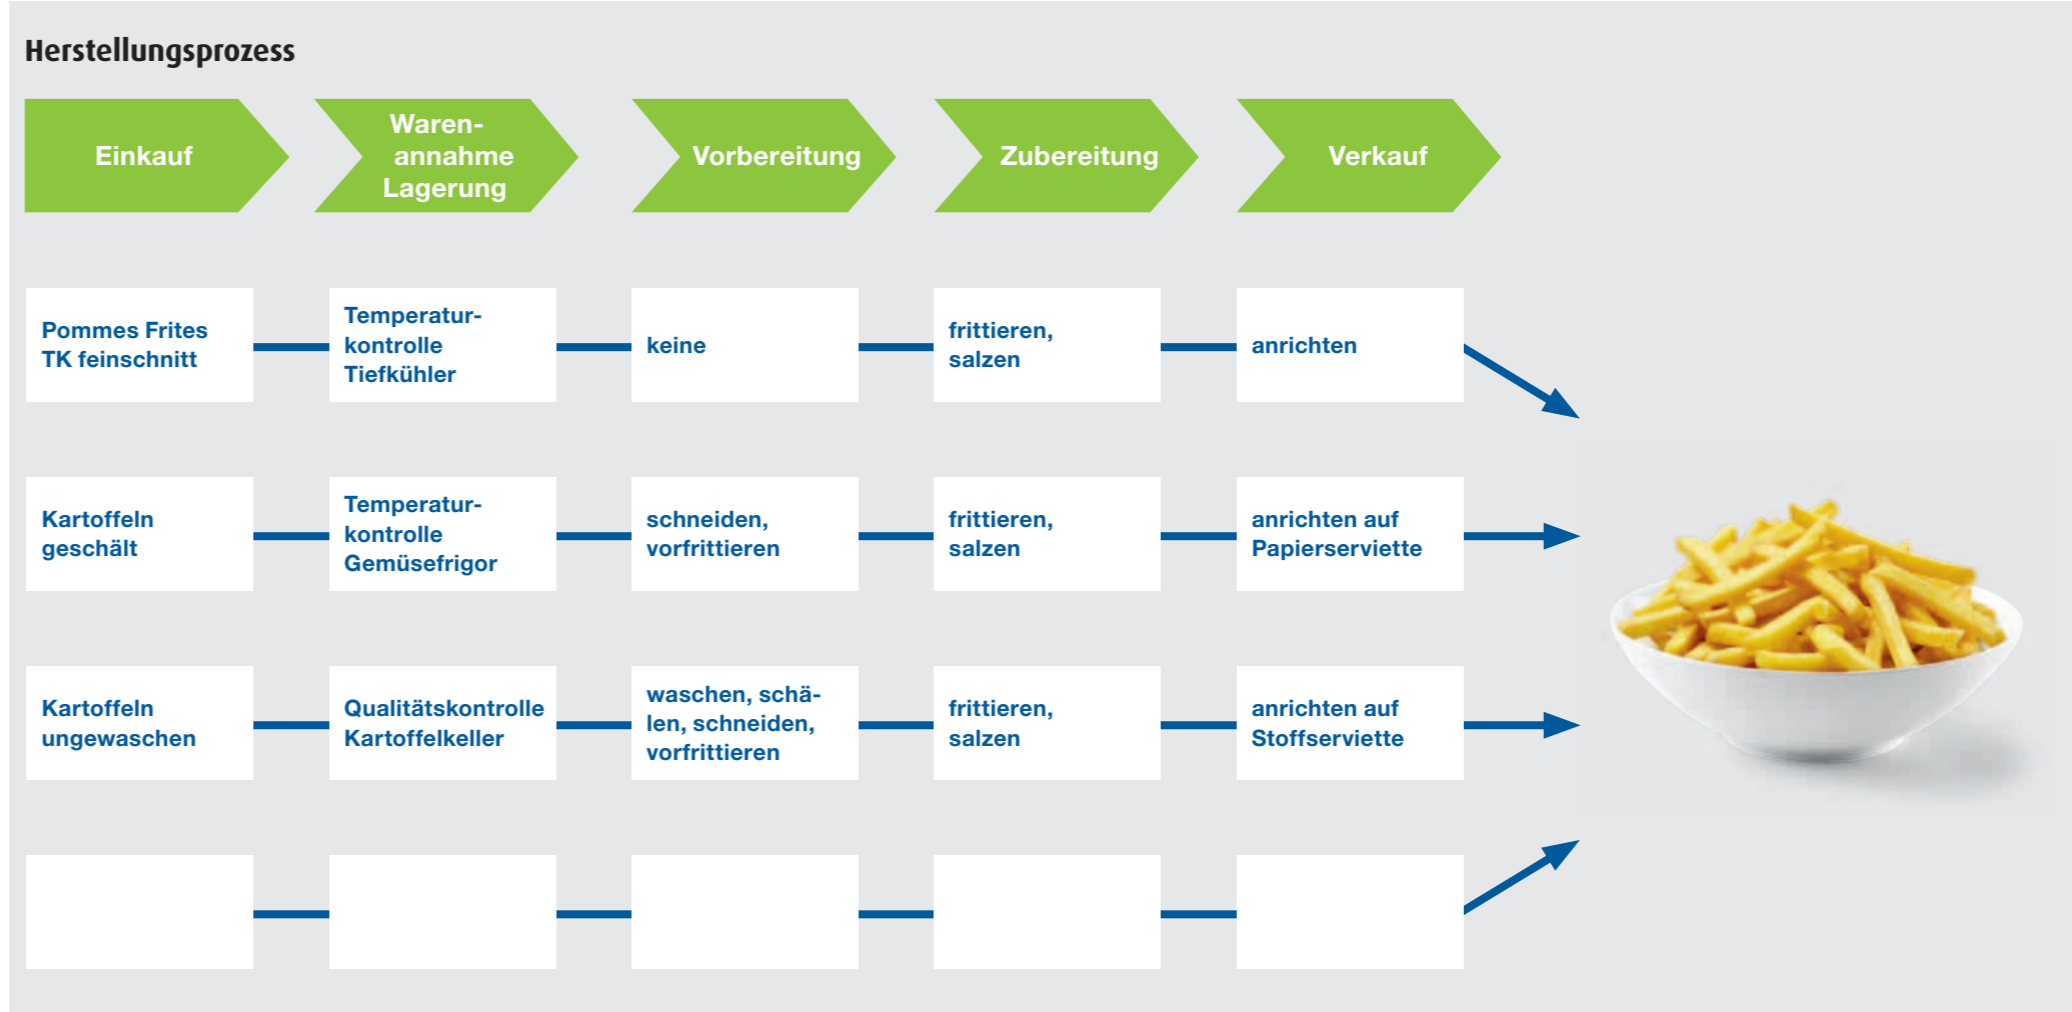 Herstellungsprozess
Einkauf
Waren-
annahme
Lagerung
Vorbereitung
Zubereitung
Verkauf
Pommes Frites
TK feinschnitt
Temperatur-
kontrolle
Tiefkühler
keine
frittieren,
salzen
anrichten
Kartoffeln
geschält
Temperatur-
kontrolle
Gemüsefrigor
schneiden,
vorfrittieren
frittieren,
salzen
anrichten auf
Papierserviette
Kartoffeln
ungewaschen
Qualitätskontrolle
Kartoffelkeller
waschen, schä-
len, schneiden,
vorfrittieren
frittieren,
salzen
anrichten auf
Stoffserviette